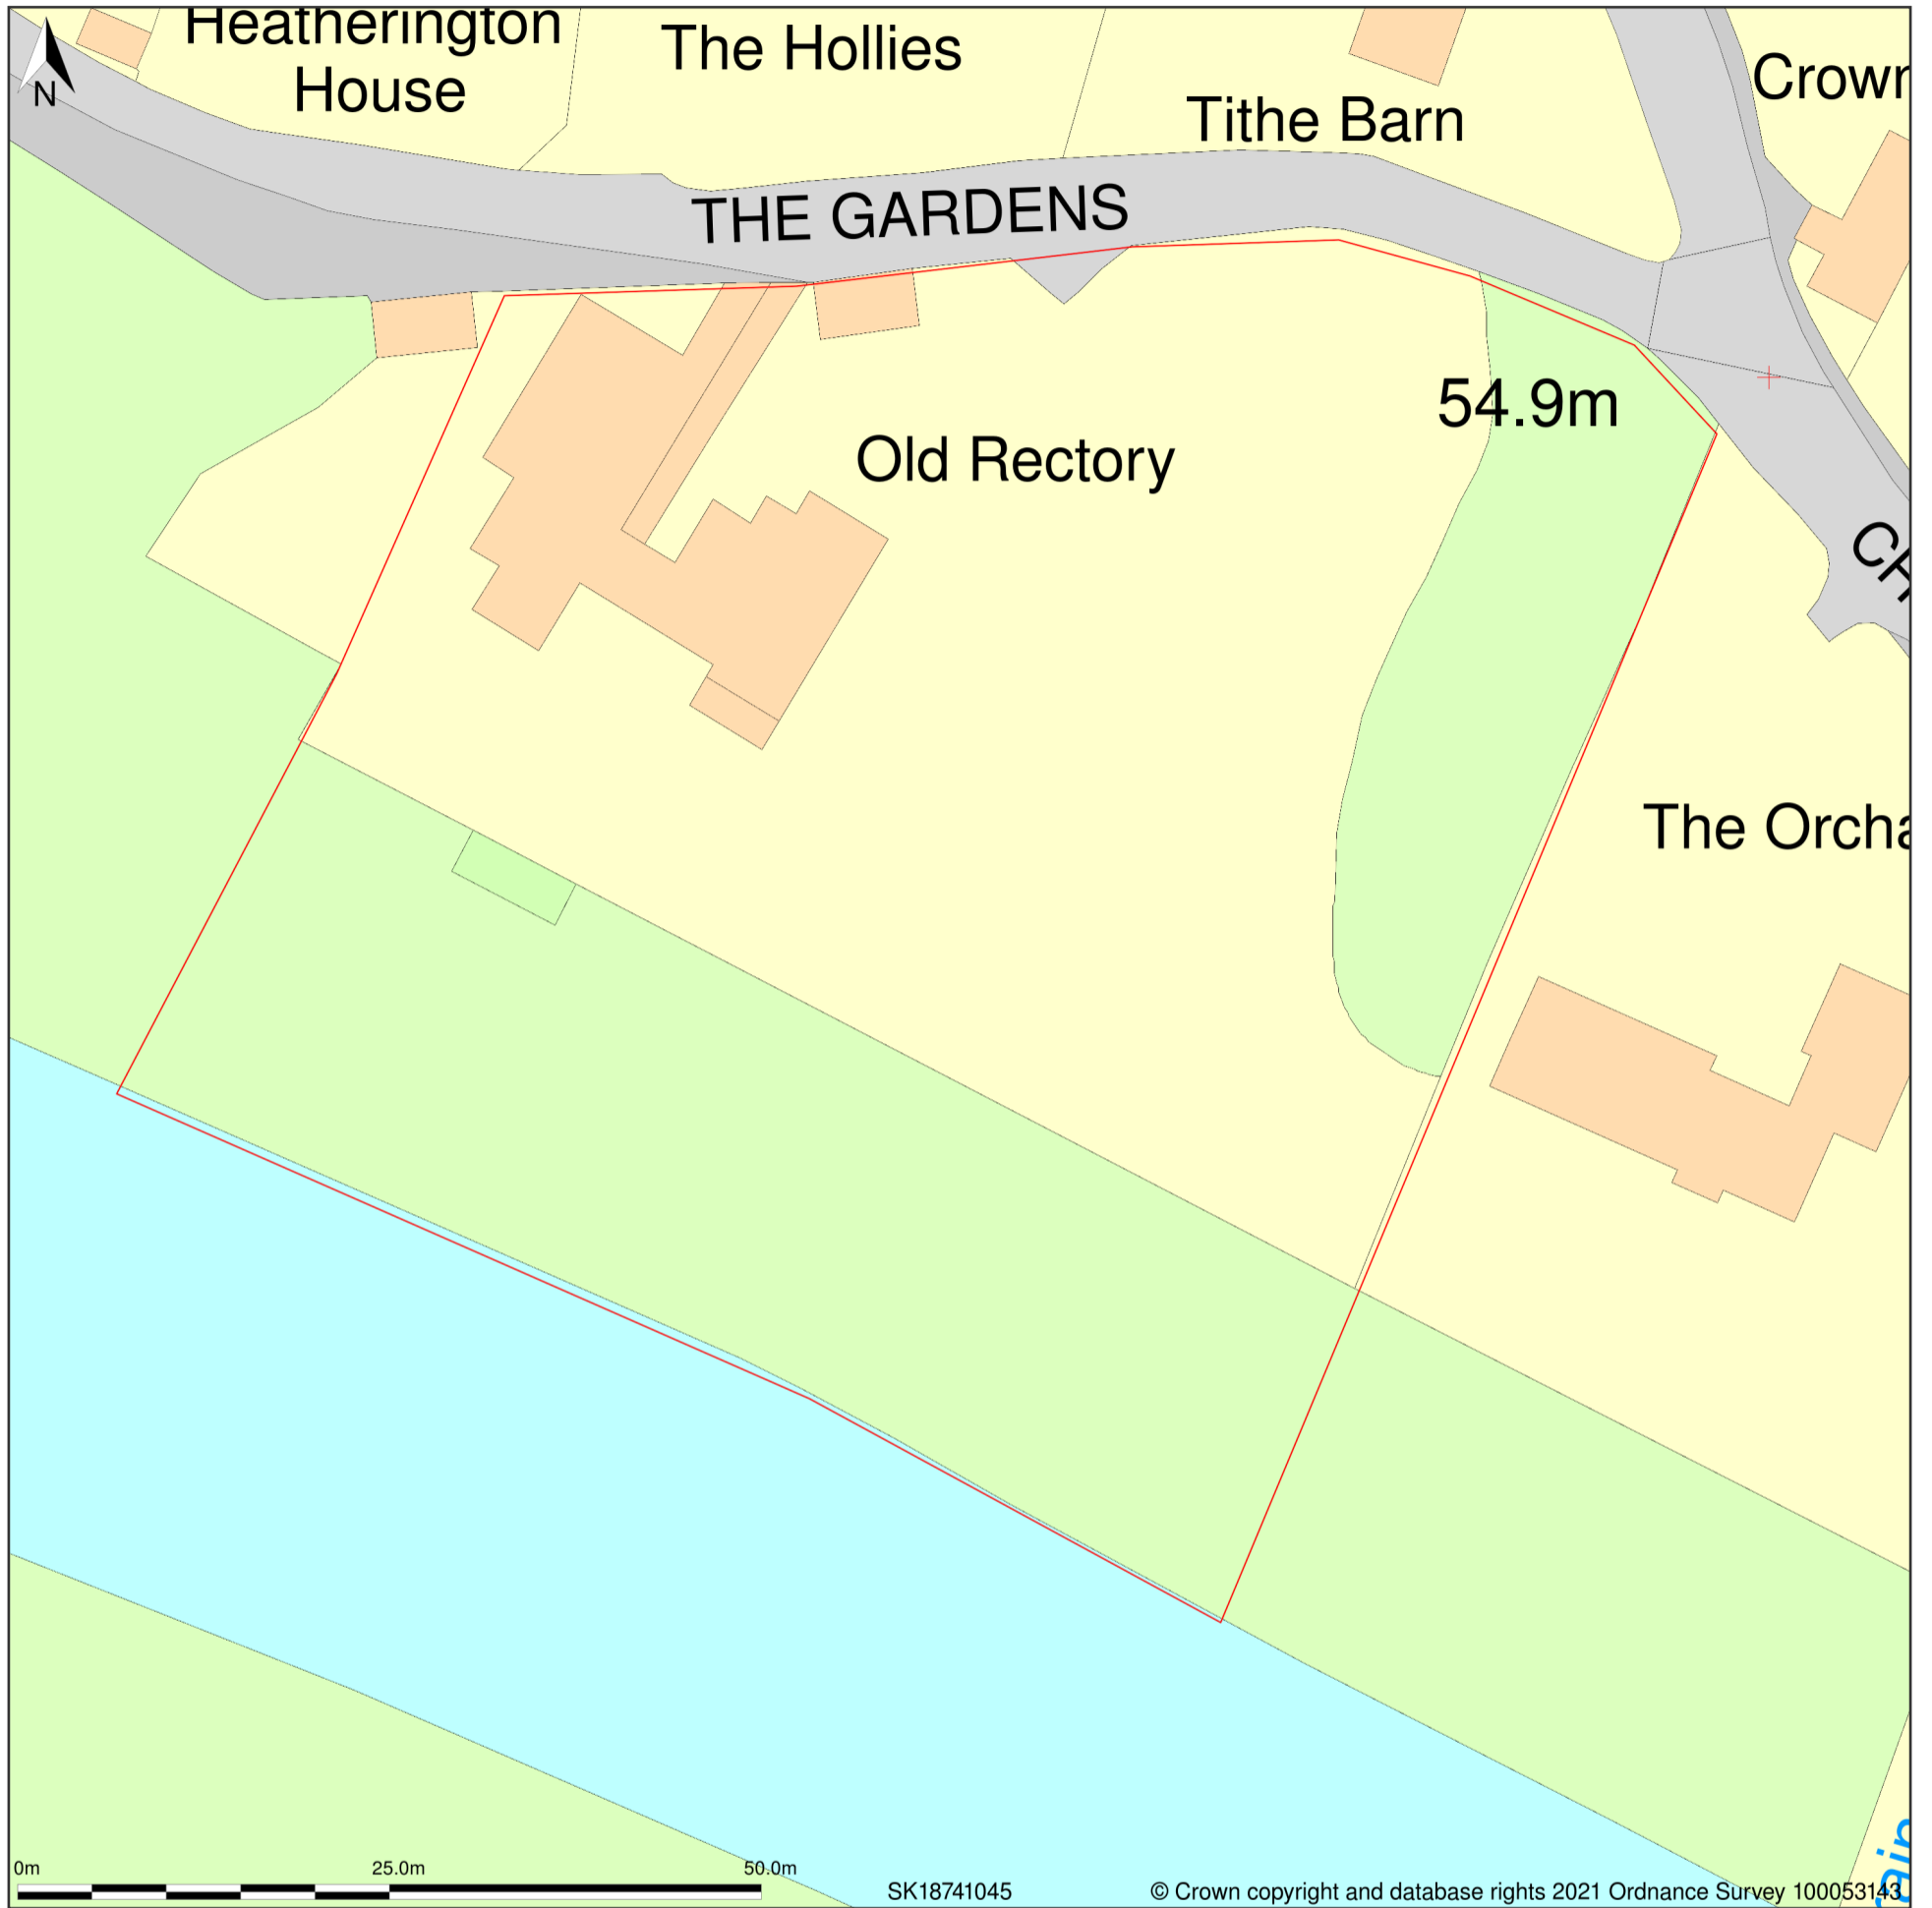 Heatherington
House
The Hollies
Tithe Barn
Crown
N
THE GARDENS
54.9m
Old Rectory
The Orcha
0m 25.0m 50.0m
SK18741045
© Crown copyright and database rights 2021 Ordnance Survey 100053143